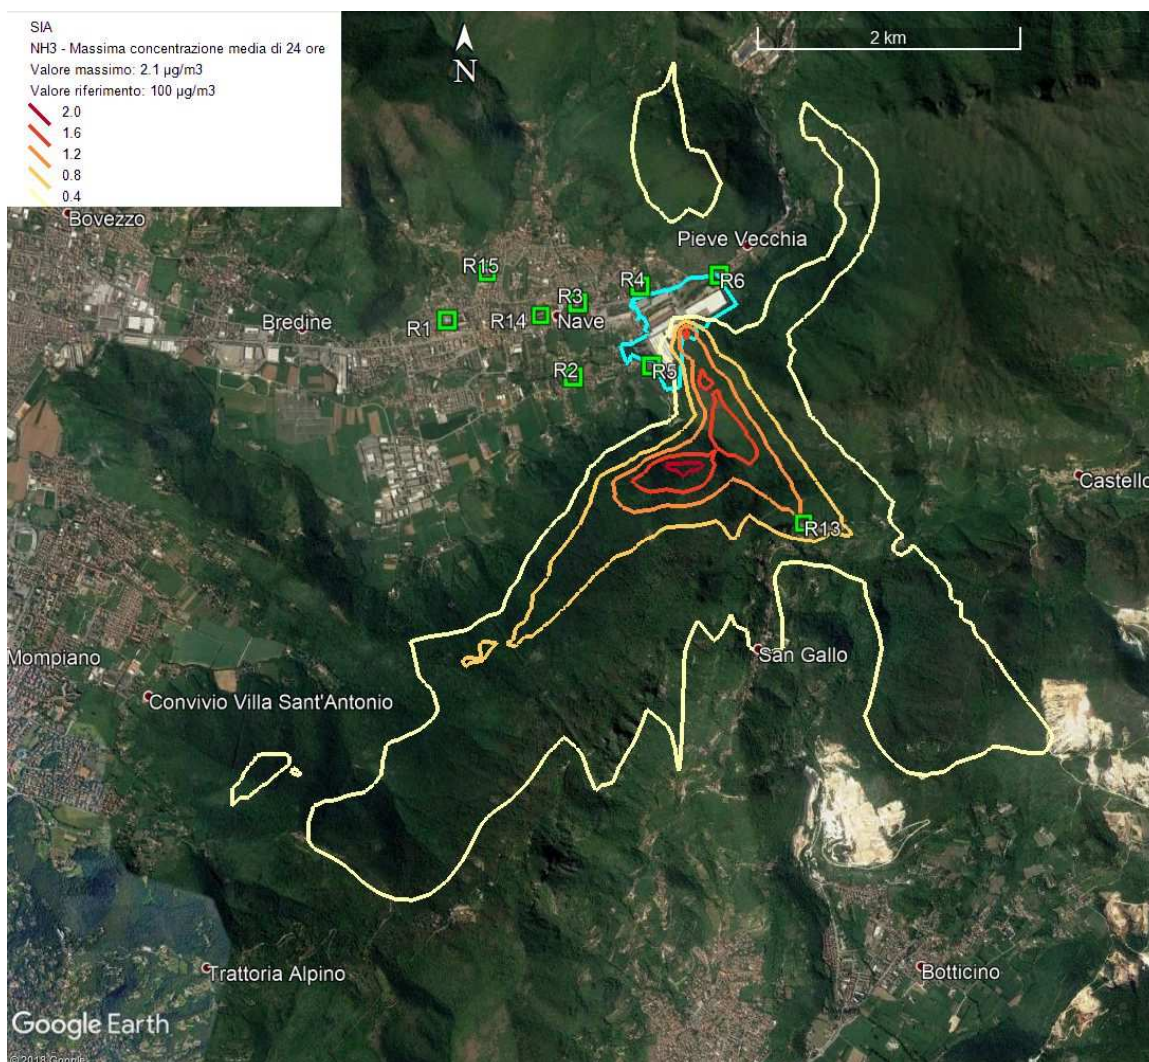 SIA
NH3 - Massima concentrazione media di 24 ore
Valore massimo: 2.1 µg/m3
Valore riferimento: 100 µg/m3
2.0
1.6
1.2
0.8
0.4
N
2 km
Bovezzo
Pieve Vecchia
R15
R4
R6
R3
R14
Nave
R1
Bredine
R5
R2
Castello
R13
Mompiano
San Gallo
Convivio Villa Sant'Antonio
Trattoria Alpino
Botticino
Google Earth
© 2018 Google